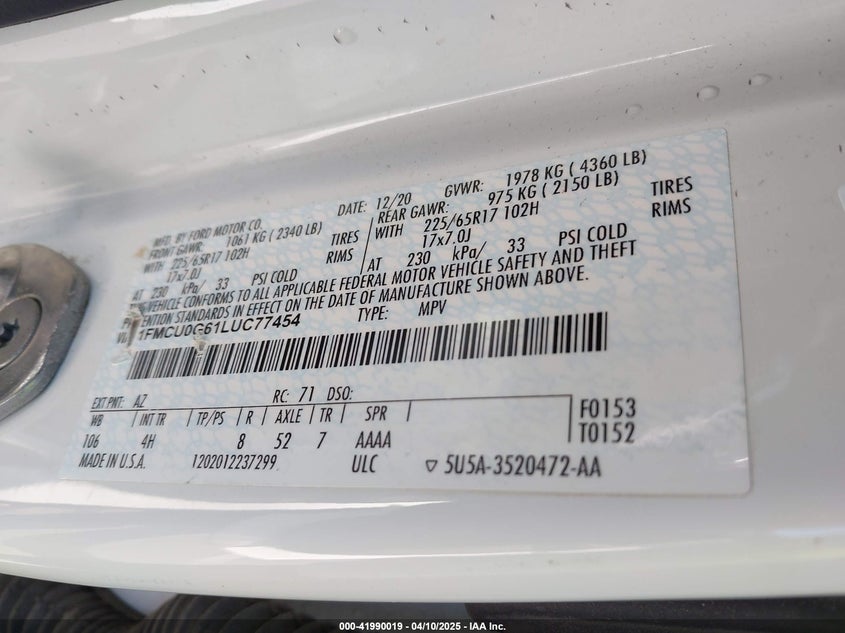 MFD. BY FORD MOTOR CO. DATE: 12/20 GVWR: 1978 KG ( 4360 LB)
FRONT GAWR: 1061 KG ( 2340 LB) REAR GAWR: 975 KG ( 2150 LB)
WITH 225/65R17 102H TIRES WITH 225/65R17 102H TIRES
17x7.0J RIMS 17x7.0J RIMS
AT 230 kPa/ 33 PSI COLD AT 230 kPa/ 33 PSI COLD
VEHICLE CONFORMS TO ALL APPLICABLE FEDERAL MOTOR VEHICLE SAFETY AND THEFT
STANDARDS IN EFFECT ON THE DATE OF MANUFACTURE SHOWN ABOVE.
1FMCU0G61LUC77454 TYPE: MPV
EXT PNT: AZ RC: 71 DSO:
WB INT TR TP/PS R AXLE TR SPR F0153
106 4H 8 52 7 AAAA T0152
MADE IN U.S.A. 1202012237299 ULC 5U5A-3520472-AA
000-41990019 - 04/10/2025 - IAA Inc.